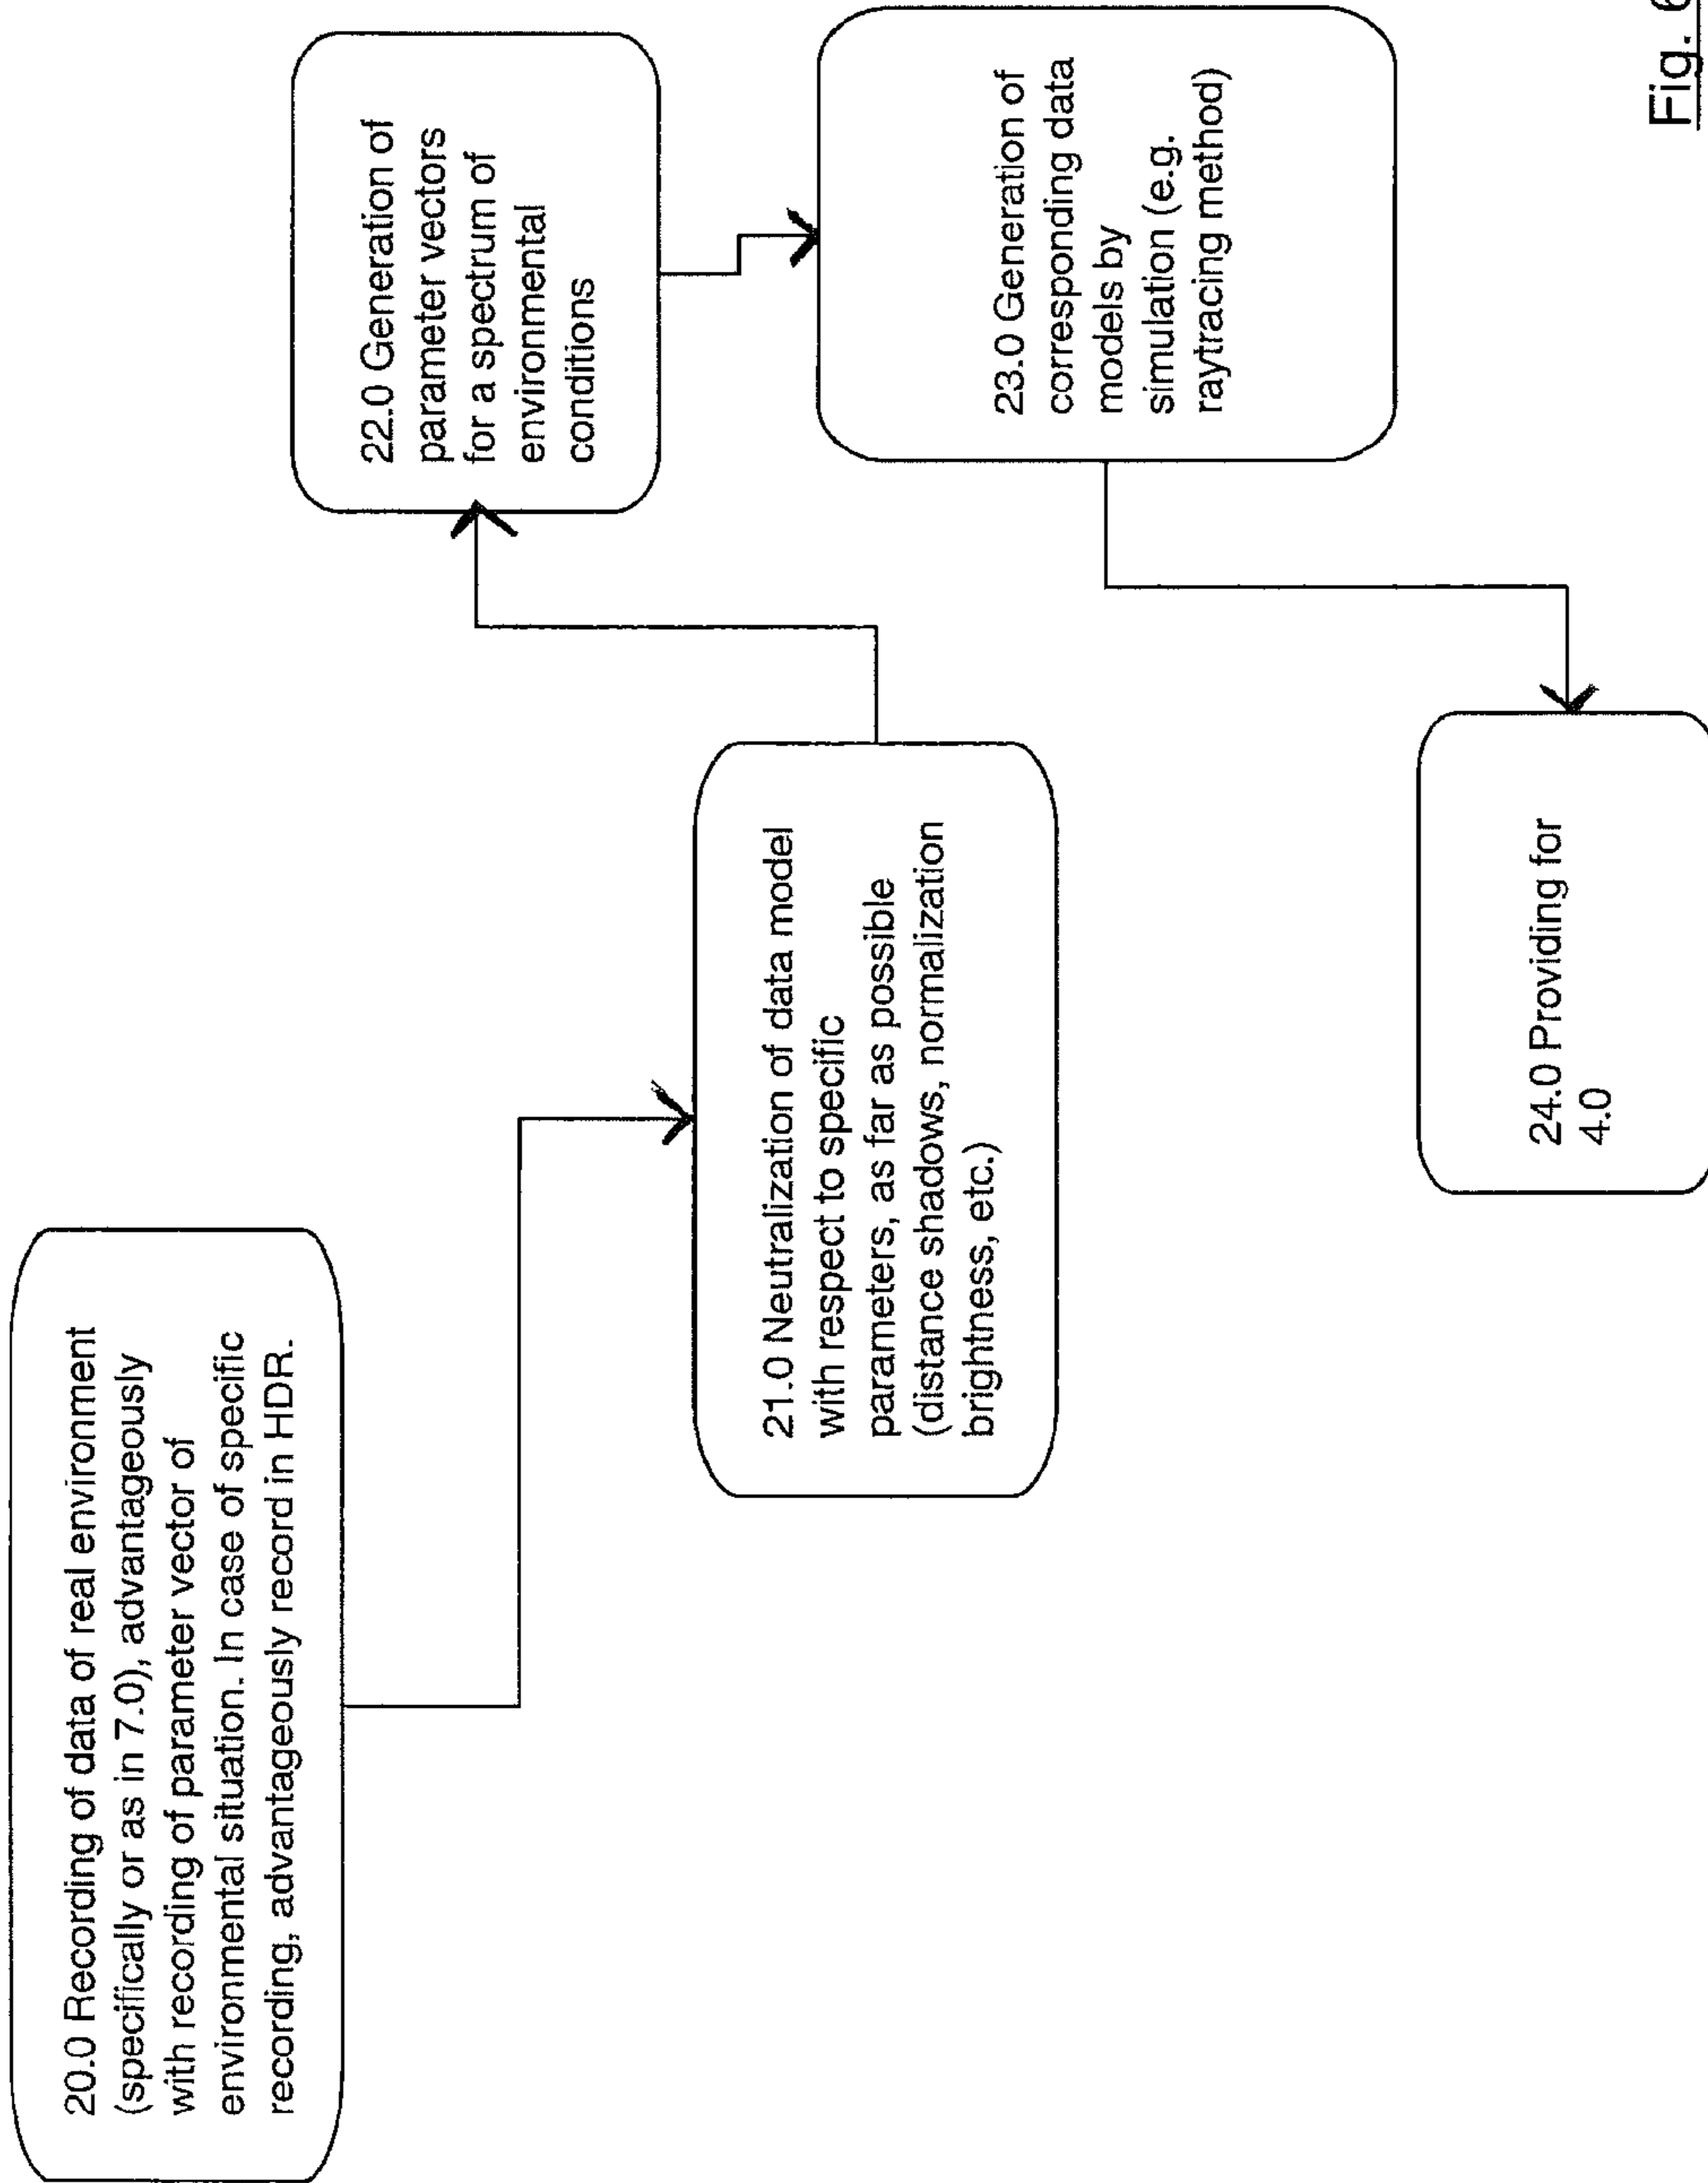 20.0 Recording of data of real environment
(specifically or as in 7.0), advantageously
with recording of parameter vector of
environmental situation. In case of specific
recording, advantageously record in HDR.
21.0 Neutralization of data model
with respect to specific
parameters, as far as possible
(distance shadows, normalization
brightness, etc.)
22.0 Generation of
parameter vectors
for a spectrum of
environmental
conditions
23.0 Generation of
corresponding data
models by
simulation (e.g.
raytracing method)
24.0 Providing for
4.0
Fig. 6